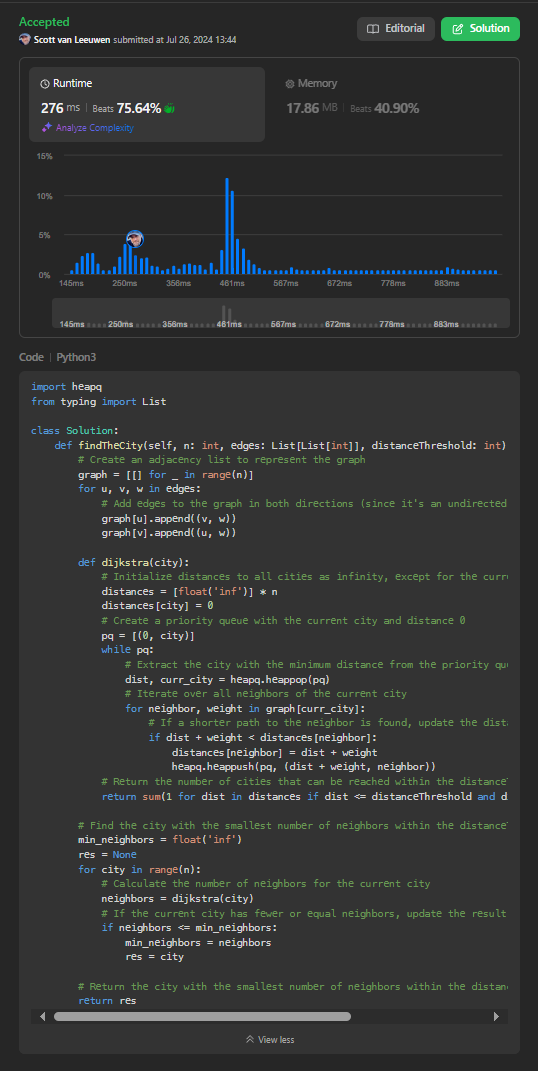 Accepted
Scott van Leeuwen submitted at Jul 26, 2024 13:44
Editorial
Solution
Runtime
276 ms | Beats 75.64%
Analyze Complexity
Memory
17.86 MB | Beats 40.90%
15%
10%
5%
0%
145ms 250ms 356ms 461ms 567ms 672ms 778ms 883ms
145ms 250ms 356ms 461ms 567ms 672ms 778ms 883ms
Code | Python3
import heapq
from typing import List

class Solution:
    def findTheCity(self, n: int, edges: List[List[int]], distanceThreshold: int)
        # Create an adjacency list to represent the graph
        graph = [[] for _ in range(n)]
        for u, v, w in edges:
            # Add edges to the graph in both directions (since it's an undirected
            graph[u].append((v, w))
            graph[v].append((u, w))

        def dijkstra(city):
            # Initialize distances to all cities as infinity, except for the curr
            distances = [float('inf')] * n
            distances[city] = 0
            # Create a priority queue with the current city and distance 0
            pq = [(0, city)]
            while pq:
                # Extract the city with the minimum distance from the priority qu
                dist, curr_city = heapq.heappop(pq)
                # Iterate over all neighbors of the current city
                for neighbor, weight in graph[curr_city]:
                    # If a shorter path to the neighbor is found, update the dist
                    if dist + weight < distances[neighbor]:
                        distances[neighbor] = dist + weight
                        heapq.heappush(pq, (dist + weight, neighbor))
            # Return the number of cities that can be reached within the distance
            return sum(1 for dist in distances if dist <= distanceThreshold and d

        # Find the city with the smallest number of neighbors within the distance
        min_neighbors = float('inf')
        res = None
        for city in range(n):
            # Calculate the number of neighbors for the current city
            neighbors = dijkstra(city)
            # If the current city has fewer or equal neighbors, update the result
            if neighbors <= min_neighbors:
                min_neighbors = neighbors
                res = city

        # Return the city with the smallest number of neighbors within the distan
        return res
View less